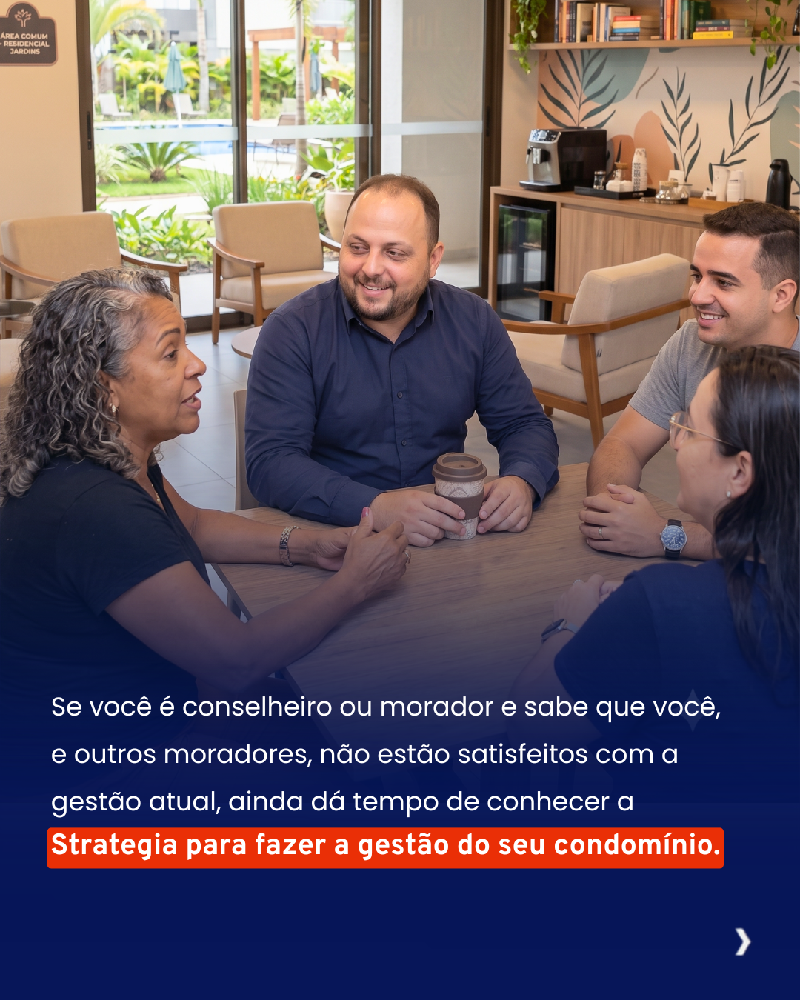 ÁREA COMUM
RESIDENCIAL
JARDINS
Se você é conselheiro ou morador e sabe que você,
e outros moradores, não estão satisfeitos com a
gestão atual, ainda dá tempo de conhecer a
Strategia para fazer a gestão do seu condomínio.